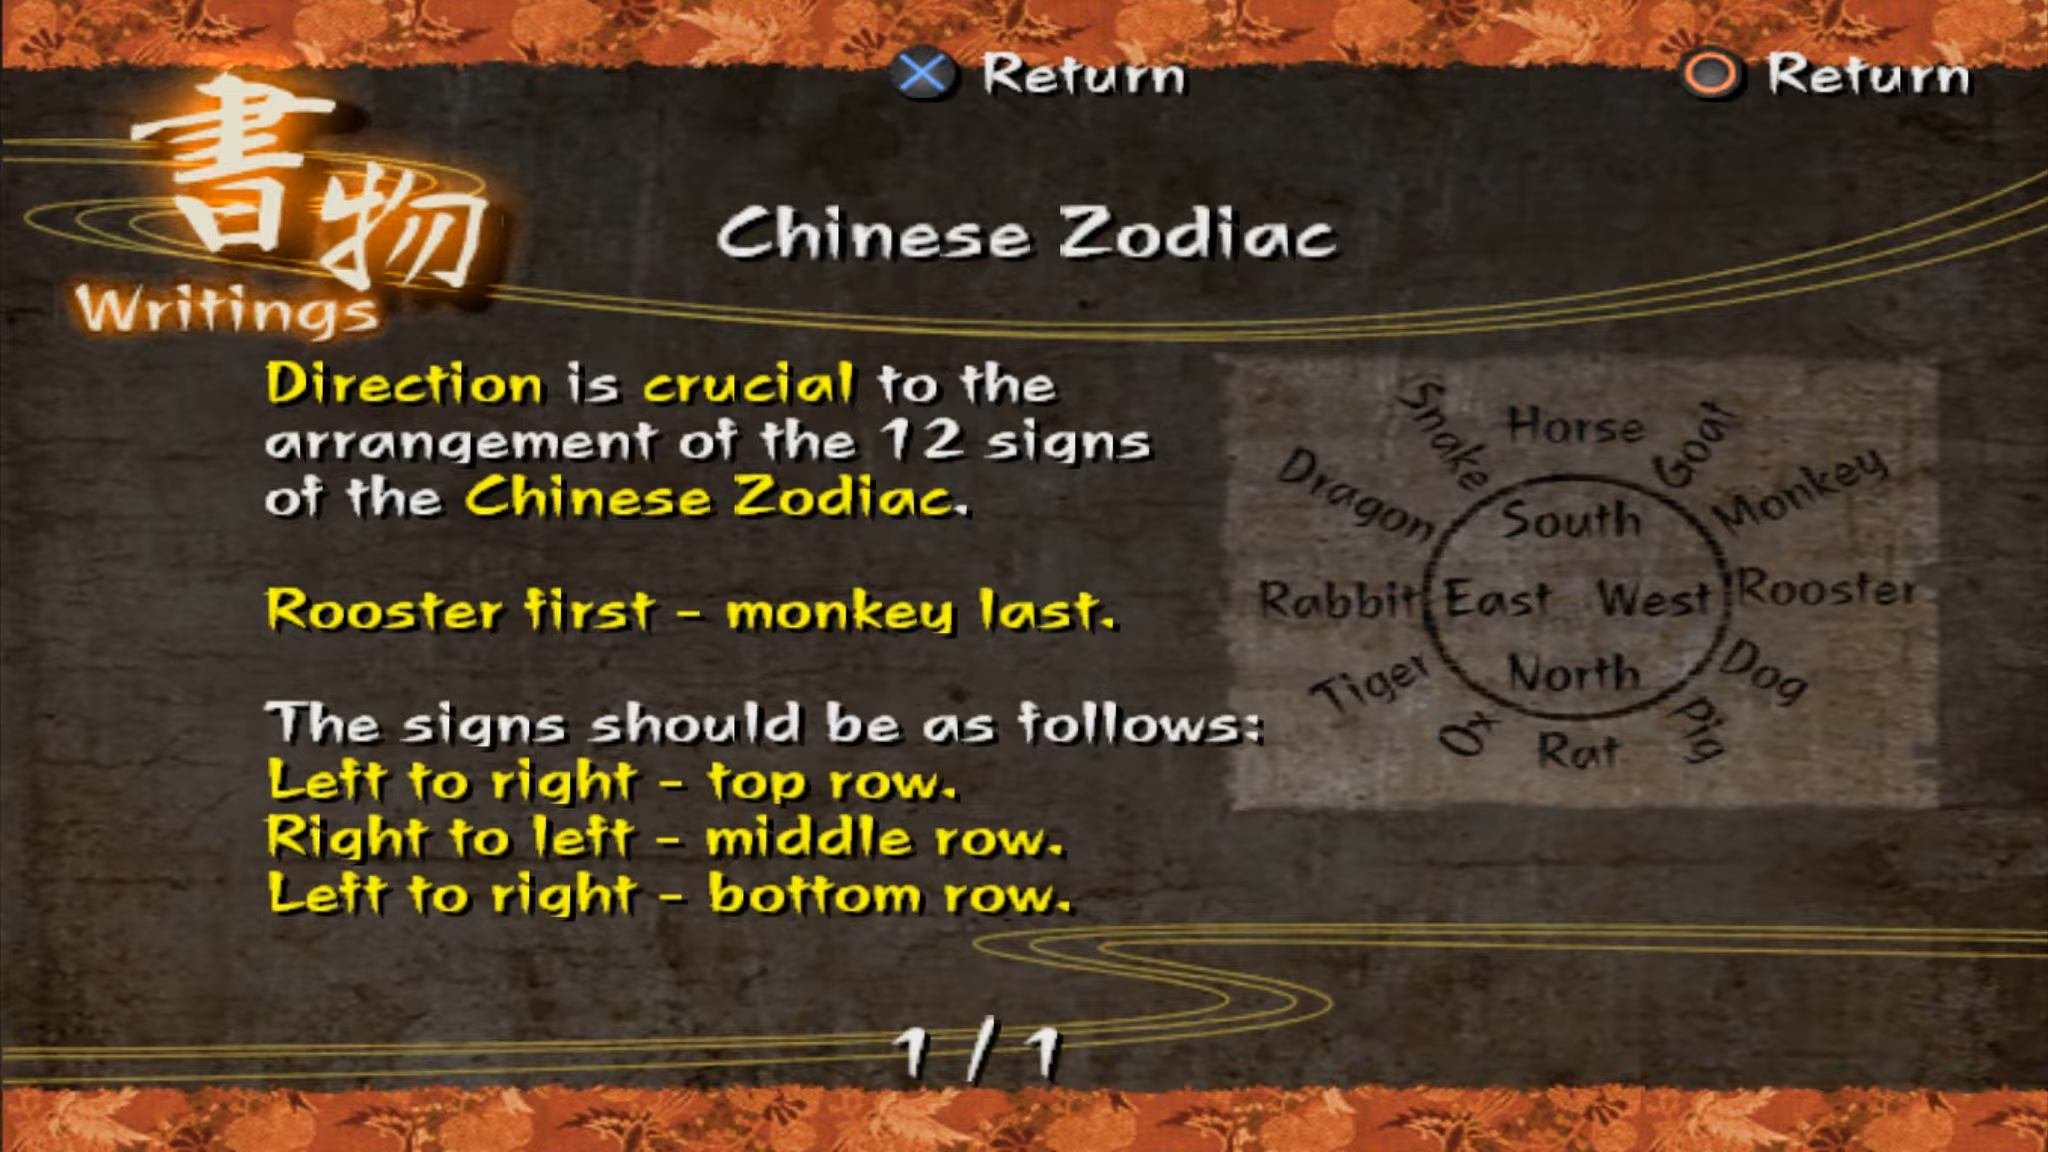 Return
Return
書物
Writings
Chinese Zodiac
Direction is crucial to the
arrangement of the 12 signs
of the Chinese Zodiac.
Rooster first - monkey last.
The signs should be as follows:
Left to right - top row.
Right to left - middle row.
Left to right - bottom row.
Snake
Horse
Goat
Dragon
Monkey
South
Rabbit
East
West
Rooster
Tiger
North
Dog
Ox
Rat
Pig
1/1